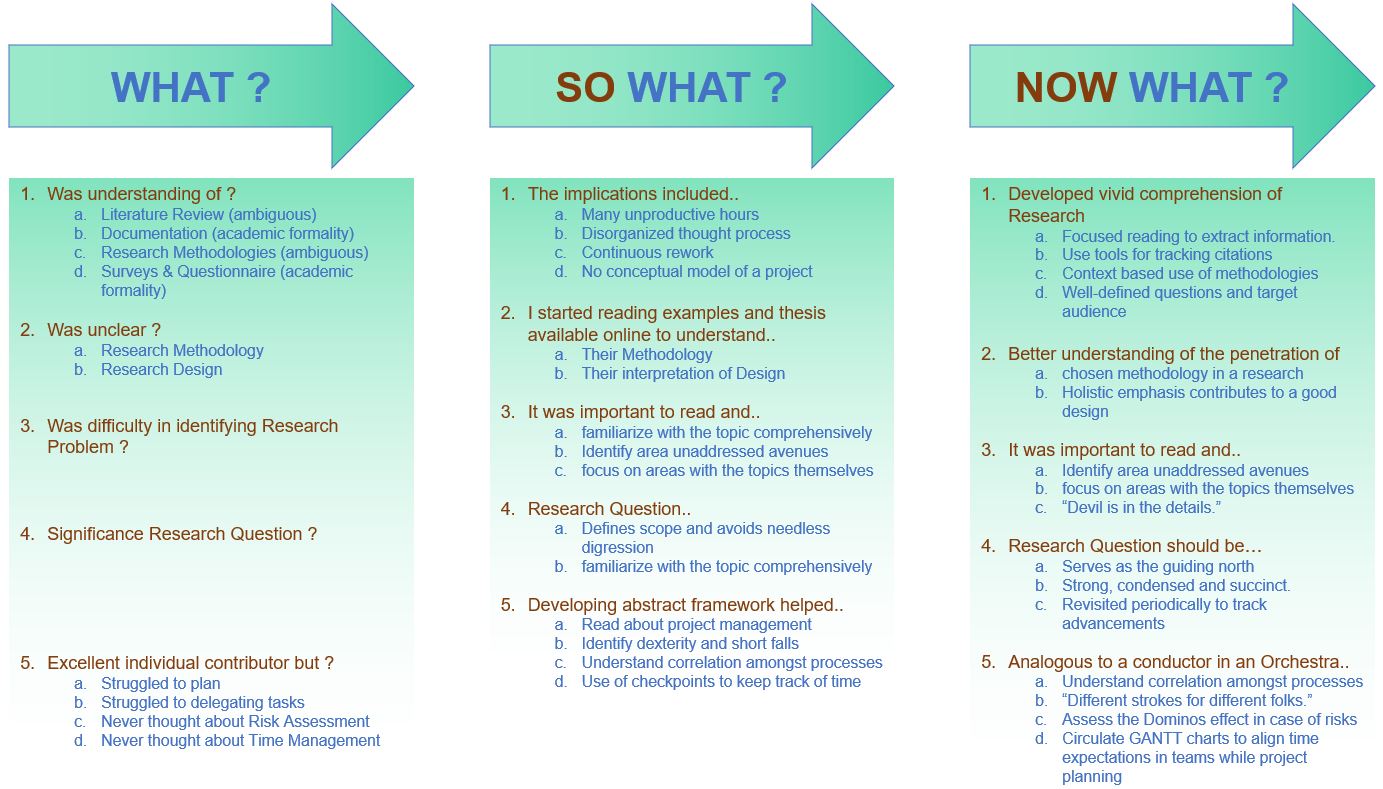 WHAT ?
1. Was understanding of ?
a. Literature Review (ambiguous)
b. Documentation (academic formality)
c. Research Methodologies (ambiguous)
d. Surveys & Questionnaire (academic
formality)
2. Was unclear ?
a. Research Methodology
b. Research Design
3. Was difficulty in identifying Research
Problem ?
4. Significance Research Question ?
5. Excellent individual contributor but ?
a. Struggled to plan
b. Struggled to delegating tasks
c. Never thought about Risk Assessment
d. Never thought about Time Management
SO WHAT ?
1. The implications included..
a. Many unproductive hours
b. Disorganized thought process
c. Continuous rework
d. No conceptual model of a project
2. I started reading examples and thesis
available online to understand..
a. Their Methodology
b. Their interpretation of Design
3. It was important to read and..
a. familiarize with the topic comprehensively
b. Identify area unaddressed avenues
c. focus on areas with the topics themselves
4. Research Question..
a. Defines scope and avoids needless
digression
b. familiarize with the topic comprehensively
5. Developing abstract framework helped..
a. Read about project management
b. Identify dexterity and short falls
c. Understand correlation amongst processes
d. Use of checkpoints to keep track of time
NOW WHAT ?
1. Developed vivid comprehension of
Research
a. Focused reading to extract information.
b. Use tools for tracking citations
c. Context based use of methodologies
d. Well-defined questions and target
audience
2. Better understanding of the penetration of
a. chosen methodology in a research
b. Holistic emphasis contributes to a good
design
3. It was important to read and..
a. Identify area unaddressed avenues
b. focus on areas with the topics themselves
c. “Devil is in the details.”
4. Research Question should be…
a. Serves as the guiding north
b. Strong, condensed and succinct.
c. Revisited periodically to track
advancements
5. Analogous to a conductor in an Orchestra..
a. Understand correlation amongst processes
b. “Different strokes for different folks.”
c. Assess the Dominos effect in case of risks
d. Circulate GANTT charts to align time
expectations in teams while project
planning